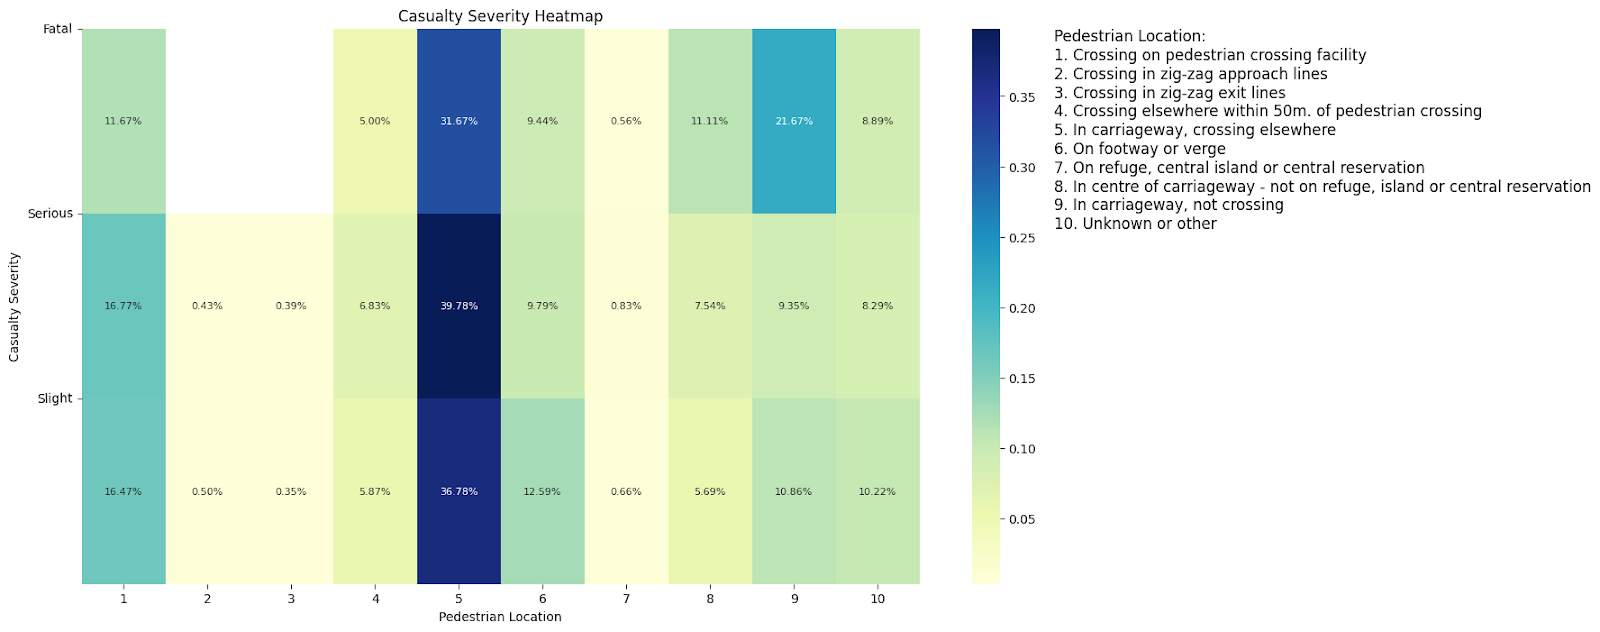 Casualty Severity Heatmap
Fatal
Serious
Slight
Casualty Severity
11.67% 5.00% 31.67% 9.44% 0.56% 11.11% 21.67% 8.89%
16.77% 0.43% 0.39% 6.83% 39.78% 9.79% 0.83% 7.54% 9.35% 8.29%
16.47% 0.50% 0.35% 5.87% 36.78% 12.59% 0.66% 5.69% 10.86% 10.22%
1 2 3 4 5 6 7 8 9 10
Pedestrian Location
0.35
0.30
0.25
0.20
0.15
0.10
0.05
Pedestrian Location:
1. Crossing on pedestrian crossing facility
2. Crossing in zig-zag approach lines
3. Crossing in zig-zag exit lines
4. Crossing elsewhere within 50m. of pedestrian crossing
5. In carriageway, crossing elsewhere
6. On footway or verge
7. On refuge, central island or central reservation
8. In centre of carriageway - not on refuge, island or central reservation
9. In carriageway, not crossing
10. Unknown or other